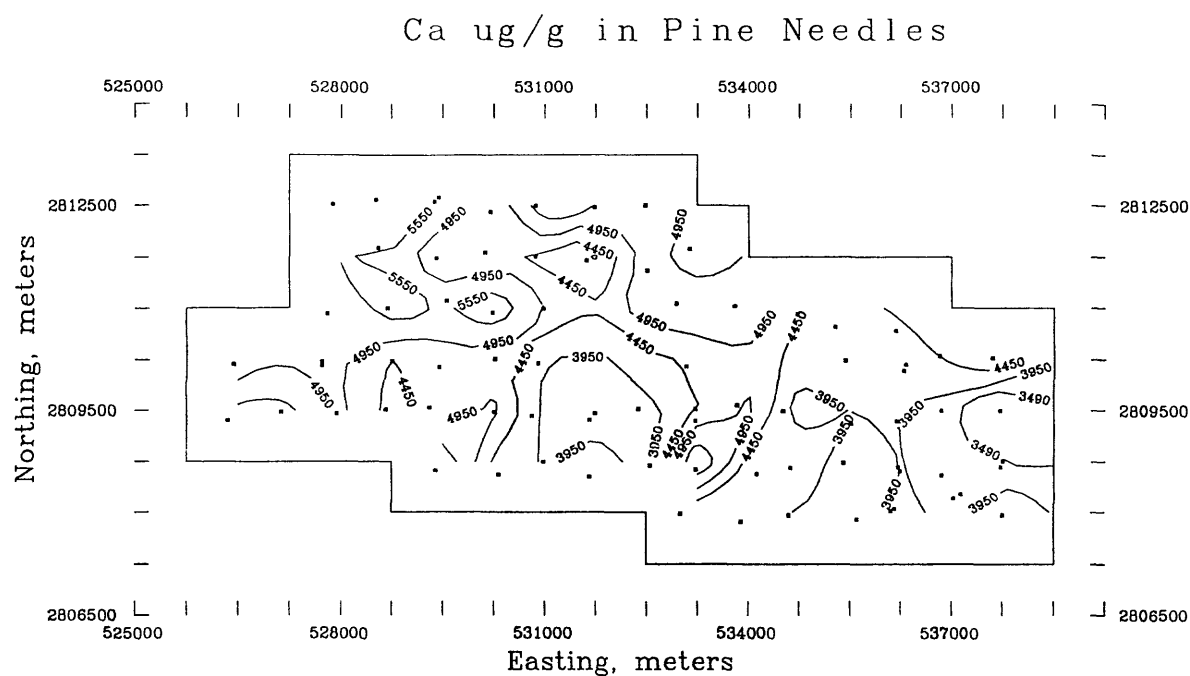 Ca ug/g in Pine Needles
525000 528000 531000 534000 537000
2812500 2812500
5550 4950 4950
4950
4450
5550 4950 4450
5550
4950 4950 4450
4950 4950 4450
4450 3950 4450
3950
4950 4450 3950 3490
4950 3950
4950 3950
2809500 2809500
3950 4450 4950 4450
3950 4950 3490
3950 3950
Northing, meters
2806500 2806500
525000 528000 531000 534000 537000
Easting, meters